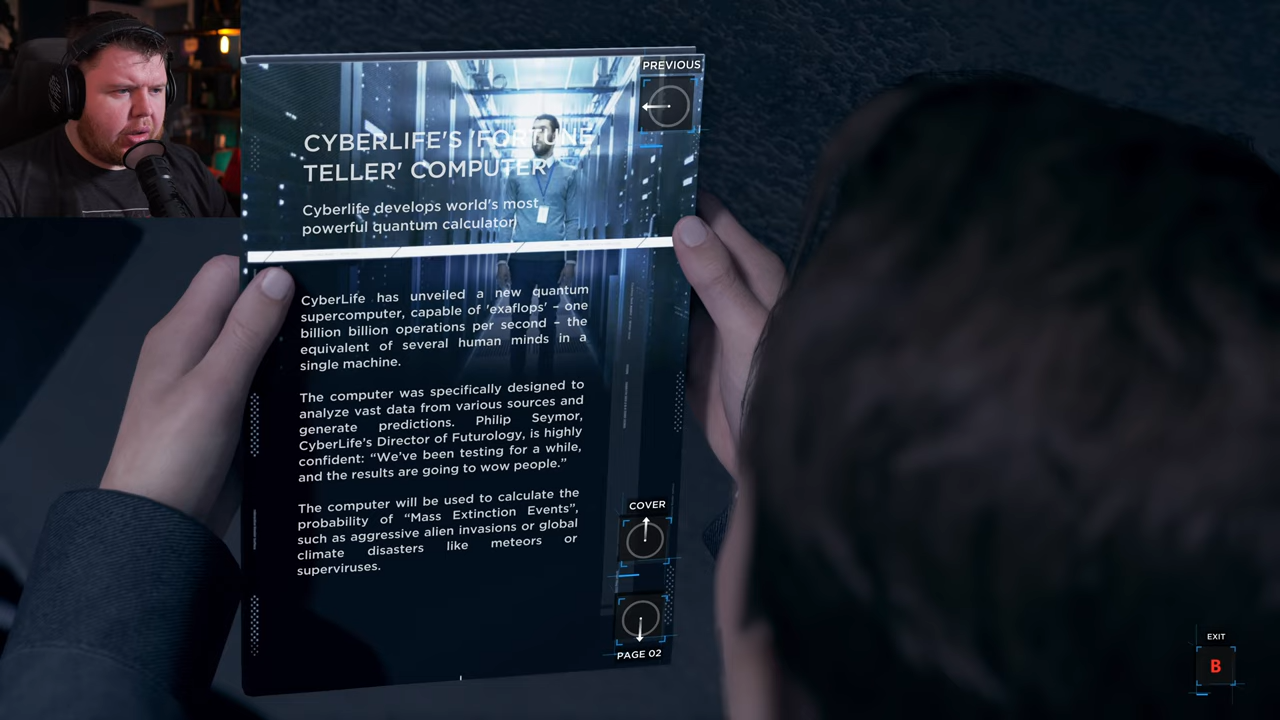 PREVIOUS
CYBERLIFE'S 'FORTUNE
TELLER' COMPUTER
Cyberlife develops world's most
powerful quantum calculator
CyberLife has unveiled a new quantum
supercomputer, capable of 'exaflops' – one
billion billion operations per second – the
equivalent of several human minds in a
single machine.
The computer was specifically designed to
analyze vast data from various sources and
generate predictions. Philip Seymor,
CyberLife's Director of Futurology, is highly
confident: “We've been testing for a while,
and the results are going to wow people.”
The computer will be used to calculate the
probability of “Mass Extinction Events”,
such as aggressive alien invasions or global
climate disasters like meteors or
superviruses.
COVER
PAGE 02
EXIT
B